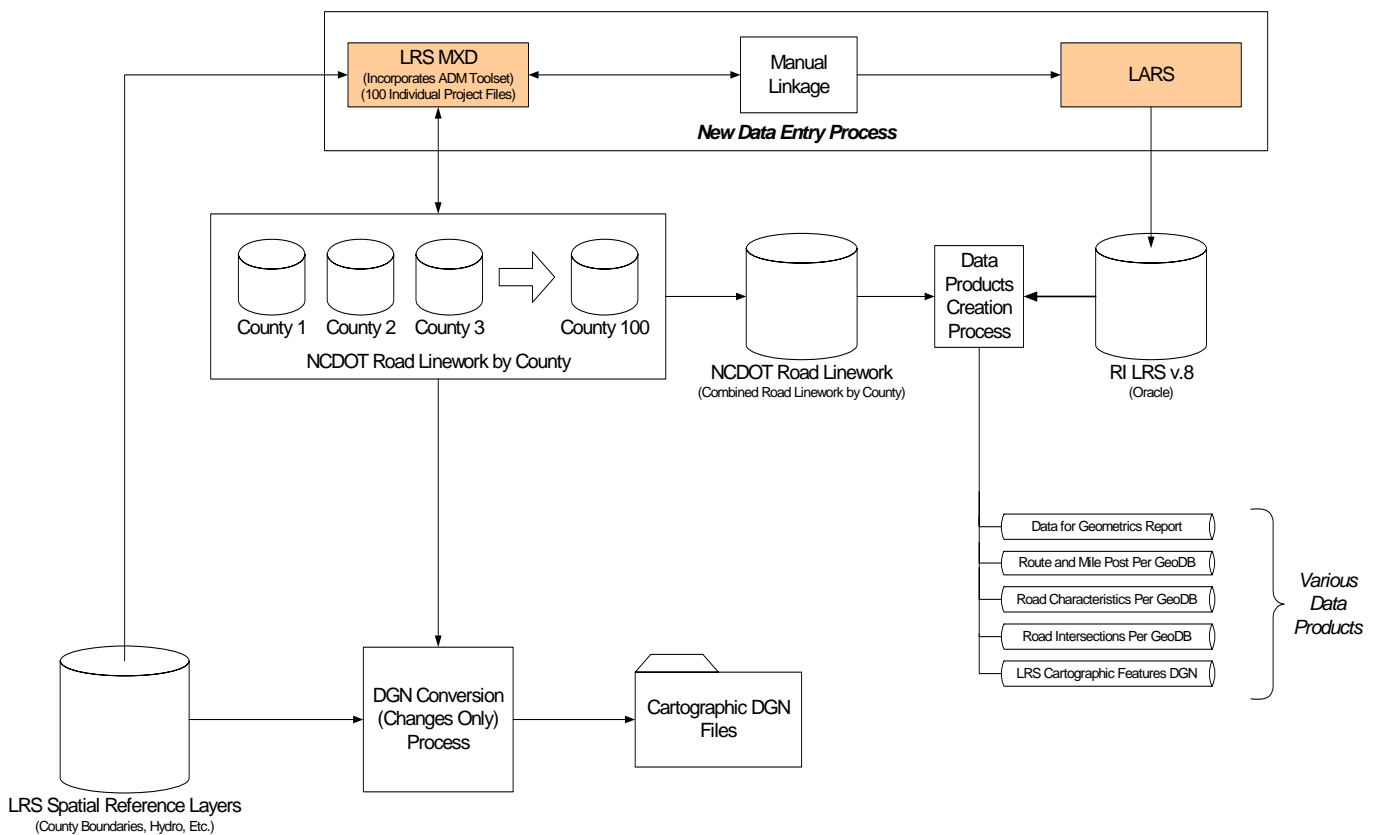 LRS MXD
(Incorporates ADM Toolset)
(100 Individual Project Files)
Manual
Linkage
LARS
New Data Entry Process
County 1
County 2
County 3
County 100
NCDOT Road Linework by County
NCDOT Road Linework
(Combined Road Linework by County)
Data
Products
Creation
Process
RI LRS v.8
(Oracle)
Data for Geometrics Report
Route and Mile Post Per GeoDB
Road Characteristics Per GeoDB
Road Intersections Per GeoDB
LRS Cartographic Features DGN
Various
Data
Products
DGN Conversion
(Changes Only)
Process
Cartographic DGN
Files
LRS Spatial Reference Layers
(County Boundaries, Hydro, Etc.)